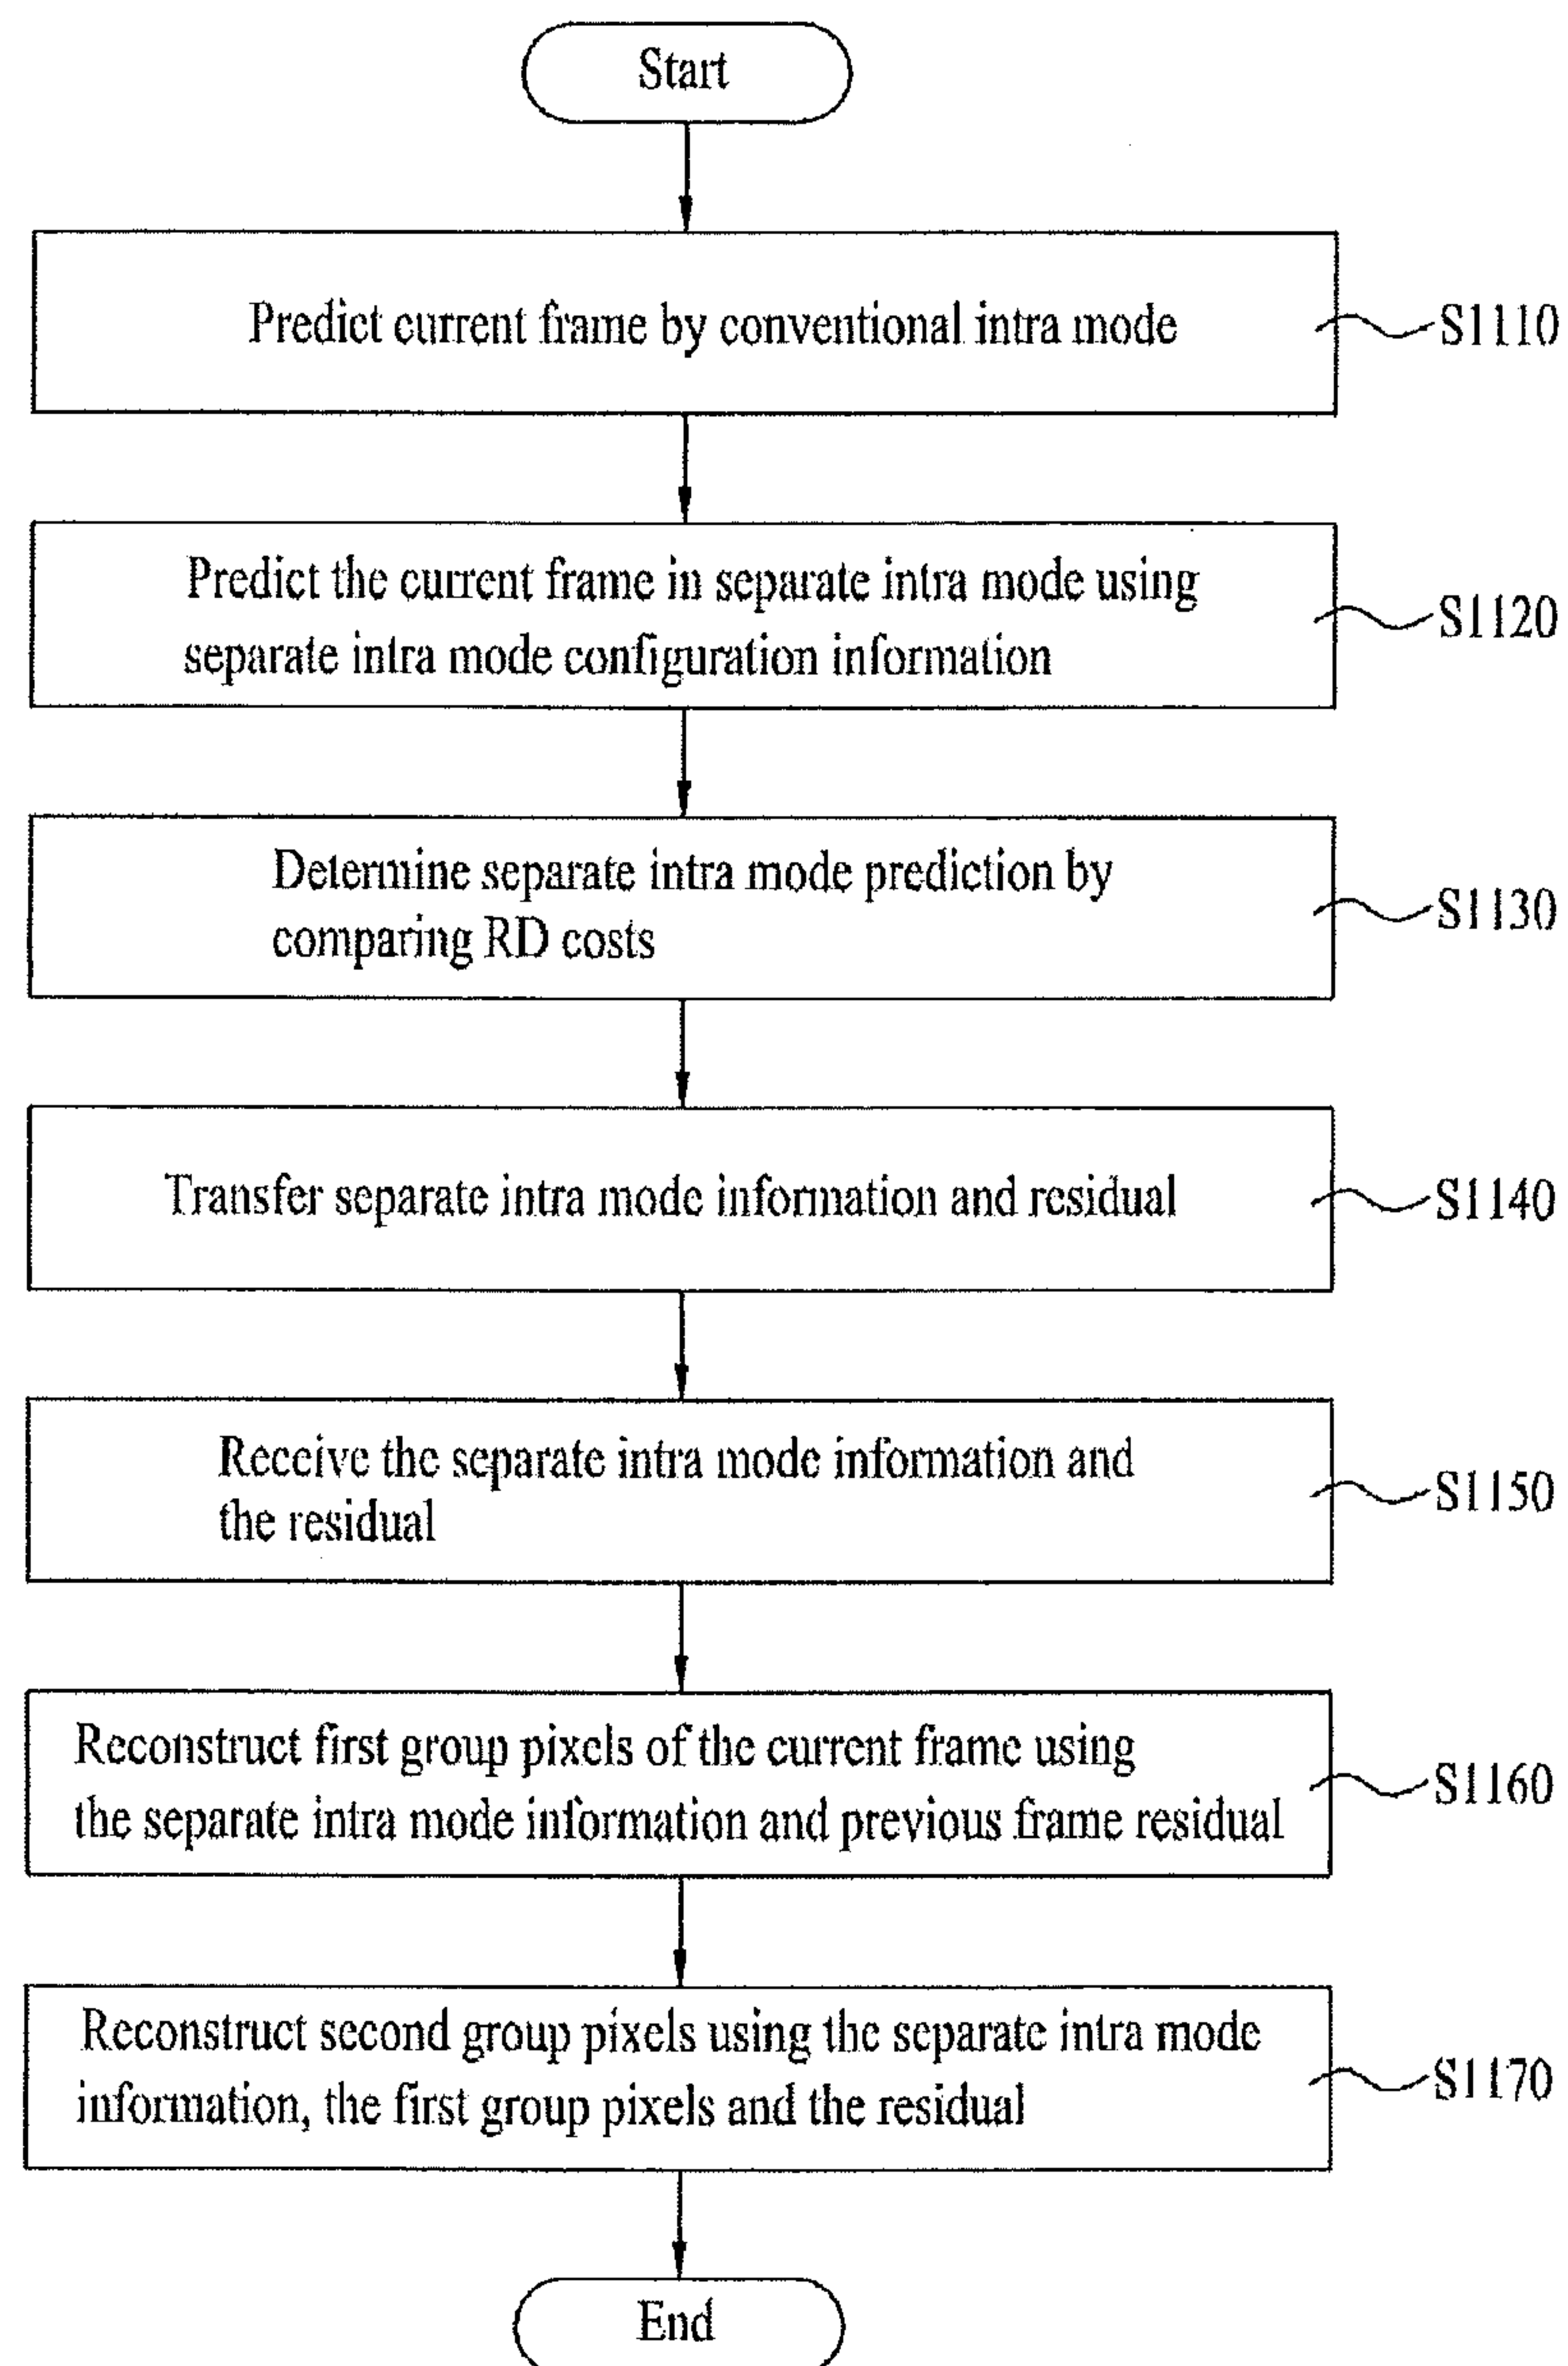 Start
Predict current frame by conventional intra mode
S1110
Predict the current frame in separate intra mode using
separate intra mode configuration information
S1120
Determine separate intra mode prediction by
comparing RD costs
S1130
Transfer separate intra mode information and residual
S1140
Receive the separate intra mode information and
the residual
S1150
Reconstruct first group pixels of the current frame using
the separate intra mode information and previous frame residual
S1160
Reconstruct second group pixels using the separate intra mode
information, the first group pixels and the residual
S1170
End